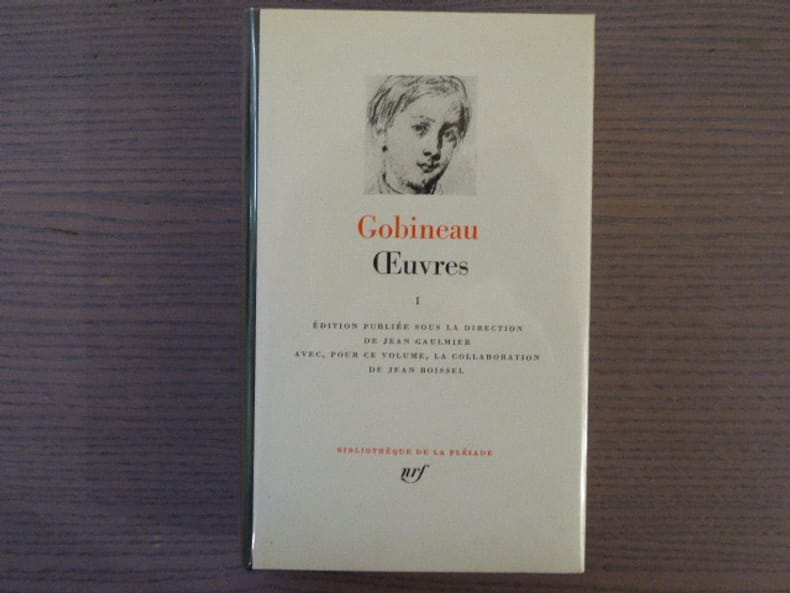 Gobineau
Œuvres
I
ÉDITION PUBLIÉE SOUS LA DIRECTION
DE JEAN GAULMIER
AVEC, POUR CE VOLUME, LA COLLABORATION
DE JEAN BOISSEL
BIBLIOTHÈQUE DE LA PLÉIADE
nrf